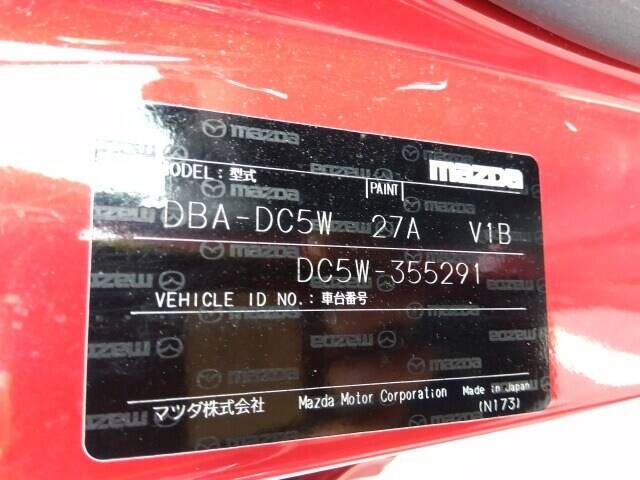 mazda
MODEL : 型式 PAINT mazda
DBA-DC5W 27A V1B
DC5W-355291
VEHICLE ID NO. : 車台番号
マツダ株式会社 Mazda Motor Corporation Made in Japan
(N173)